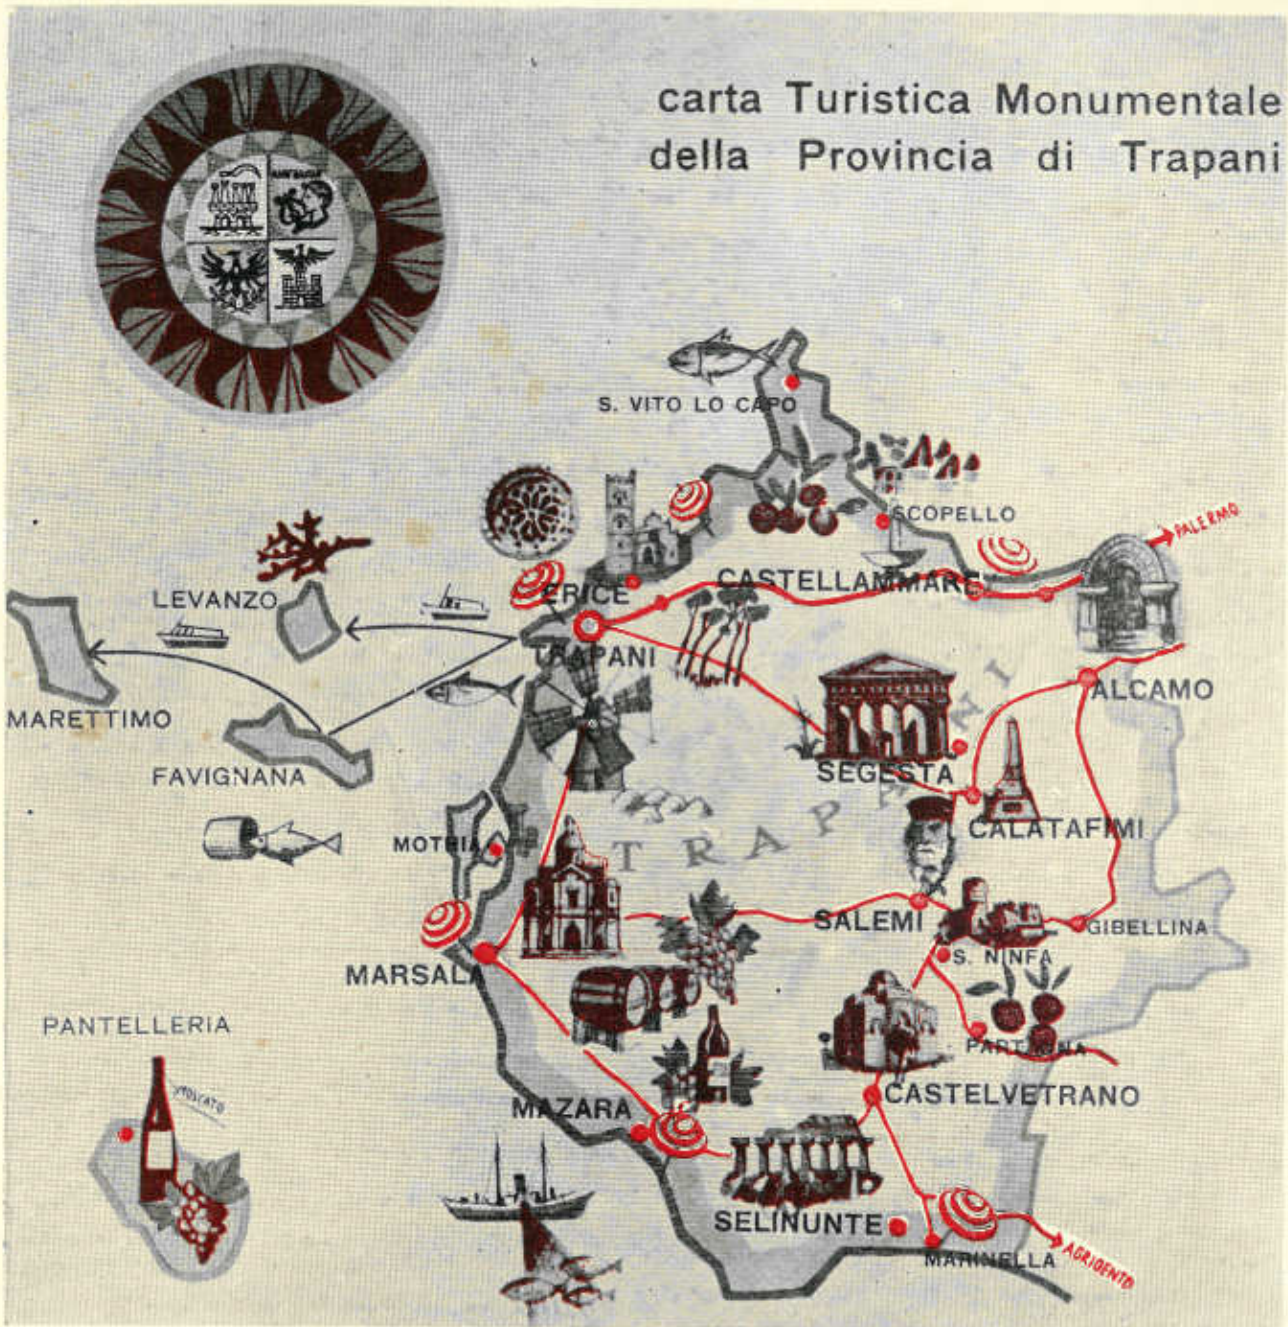 carta Turistica Monumentale
della Provincia di Trapani
S. VITO LO CAPO
SCOPELLO
PALERMO
LEVANZO
ERICE
CASTELLAMMARE
TRAPANI
MARETTIMO
FAVIGNANA
ALCAMO
SEGESTA
CALATAFIMI
MOTHIA
TRAPANI
SALEMI
GIBELLINA
S. NINFA
MARSALA
PANTELLERIA
MOSCATO
PARTANNA
CASTELVETRANO
MAZARA
SELINUNTE
MARINELLA
AGRIGENTO